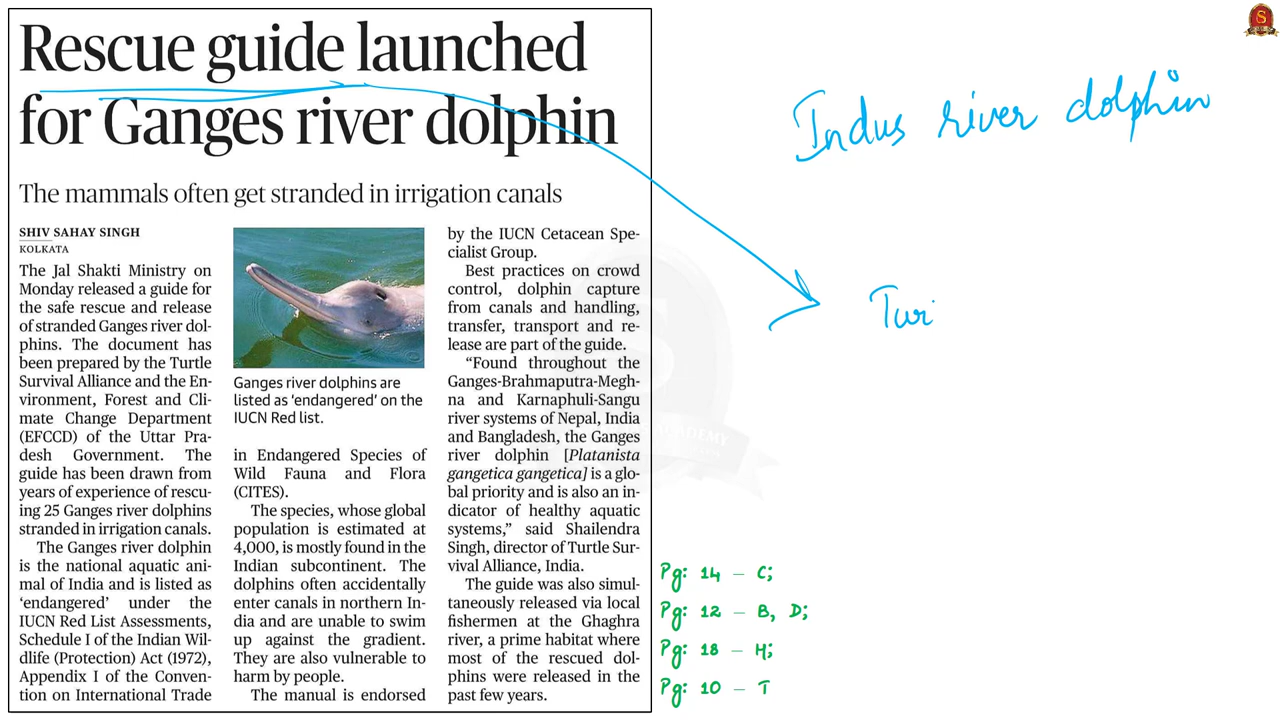 Rescue guide launched
for Ganges river dolphin
The mammals often get stranded in irrigation canals
SHIV SAHAY SINGH
KOLKATA
The Jal Shakti Ministry on
Monday released a guide for
the safe rescue and release
of stranded Ganges river dol-
phins. The document has
been prepared by the Turtle
Survival Alliance and the En-
vironment, Forest and Cli-
mate Change Department
(EFCCD) of the Uttar Pra-
desh Government. The
guide has been drawn from
years of experience of rescu-
ing 25 Ganges river dolphins
stranded in irrigation canals.
The Ganges river dolphin
is the national aquatic ani-
mal of India and is listed as
‘endangered’ under the
IUCN Red List Assessments,
Schedule I of the Indian Wil-
dlife (Protection) Act (1972),
Appendix I of the Conven-
tion on International Trade
Ganges river dolphins are
listed as ‘endangered’ on the
IUCN Red list.
in Endangered Species of
Wild Fauna and Flora
(CITES).
The species, whose global
population is estimated at
4,000, is mostly found in the
Indian subcontinent. The
dolphins often accidentally
enter canals in northern In-
dia and are unable to swim
up against the gradient.
They are also vulnerable to
harm by people.
The manual is endorsed
by the IUCN Cetacean Spe-
cialist Group.
Best practices on crowd
control, dolphin capture
from canals and handling,
transfer, transport and re-
lease are part of the guide.
“Found throughout the
Ganges-Brahmaputra-Megh-
na and Karnaphuli-Sangu
river systems of Nepal, India
and Bangladesh, the Ganges
river dolphin [Platanista
gangetica gangetica] is a glo-
bal priority and is also an in-
dicator of healthy aquatic
systems,” said Shailendra
Singh, director of Turtle Sur-
vival Alliance, India.
The guide was also simul-
taneously released via local
fishermen at the Ghaghra
river, a prime habitat where
most of the rescued dol-
phins were released in the
past few years.
Indus river dolphin
Turi
Pg: 14 – C;
Pg: 12 – B, D;
Pg: 18 – H;
Pg: 10 – T